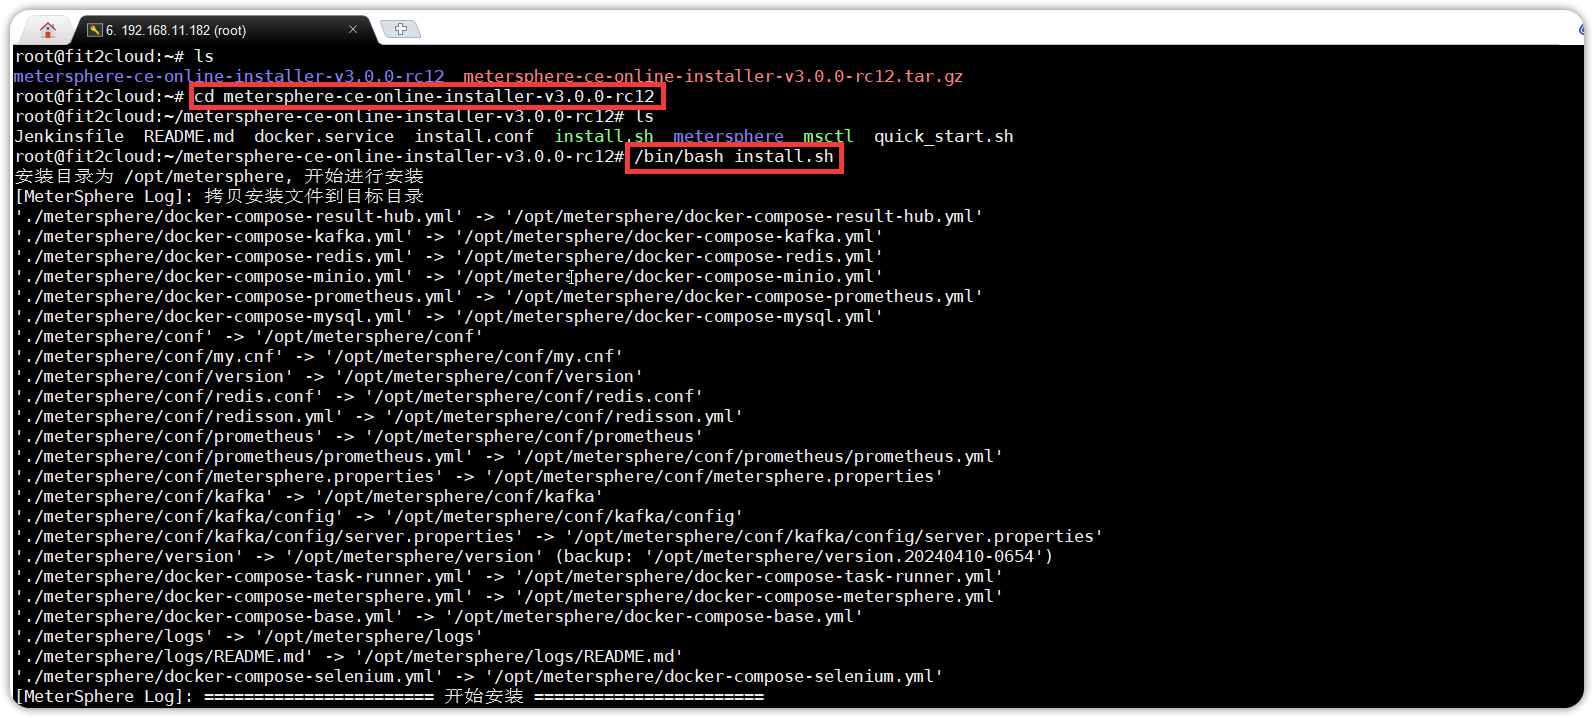 6. 192.168.11.182 (root)
root@fit2cloud:~# ls
metersphere-ce-online-installer-v3.0.0-rc12  metersphere-ce-online-installer-v3.0.0-rc12.tar.gz
root@fit2cloud:~# cd metersphere-ce-online-installer-v3.0.0-rc12
root@fit2cloud:~/metersphere-ce-online-installer-v3.0.0-rc12# ls
Jenkinsfile  README.md  docker.service  install.conf  install.sh  metersphere  msctl  quick_start.sh
root@fit2cloud:~/metersphere-ce-online-installer-v3.0.0-rc12# /bin/bash install.sh
安装目录为 /opt/metersphere, 开始进行安装
[MeterSphere Log]: 拷贝安装文件到目标目录
'./metersphere/docker-compose-result-hub.yml' -> '/opt/metersphere/docker-compose-result-hub.yml'
'./metersphere/docker-compose-kafka.yml' -> '/opt/metersphere/docker-compose-kafka.yml'
'./metersphere/docker-compose-redis.yml' -> '/opt/metersphere/docker-compose-redis.yml'
'./metersphere/docker-compose-minio.yml' -> '/opt/metersphere/docker-compose-minio.yml'
'./metersphere/docker-compose-prometheus.yml' -> '/opt/metersphere/docker-compose-prometheus.yml'
'./metersphere/docker-compose-mysql.yml' -> '/opt/metersphere/docker-compose-mysql.yml'
'./metersphere/conf' -> '/opt/metersphere/conf'
'./metersphere/conf/my.cnf' -> '/opt/metersphere/conf/my.cnf'
'./metersphere/conf/version' -> '/opt/metersphere/conf/version'
'./metersphere/conf/redis.conf' -> '/opt/metersphere/conf/redis.conf'
'./metersphere/conf/redisson.yml' -> '/opt/metersphere/conf/redisson.yml'
'./metersphere/conf/prometheus' -> '/opt/metersphere/conf/prometheus'
'./metersphere/conf/prometheus/prometheus.yml' -> '/opt/metersphere/conf/prometheus/prometheus.yml'
'./metersphere/conf/metersphere.properties' -> '/opt/metersphere/conf/metersphere.properties'
'./metersphere/conf/kafka' -> '/opt/metersphere/conf/kafka'
'./metersphere/conf/kafka/config' -> '/opt/metersphere/conf/kafka/config'
'./metersphere/conf/kafka/config/server.properties' -> '/opt/metersphere/conf/kafka/config/server.properties'
'./metersphere/version' -> '/opt/metersphere/version' (backup: '/opt/metersphere/version.20240410-0654')
'./metersphere/docker-compose-task-runner.yml' -> '/opt/metersphere/docker-compose-task-runner.yml'
'./metersphere/docker-compose-metersphere.yml' -> '/opt/metersphere/docker-compose-metersphere.yml'
'./metersphere/docker-compose-base.yml' -> '/opt/metersphere/docker-compose-base.yml'
'./metersphere/logs' -> '/opt/metersphere/logs'
'./metersphere/logs/README.md' -> '/opt/metersphere/logs/README.md'
'./metersphere/docker-compose-selenium.yml' -> '/opt/metersphere/docker-compose-selenium.yml'
[MeterSphere Log]: ======================= 开始安装 =======================